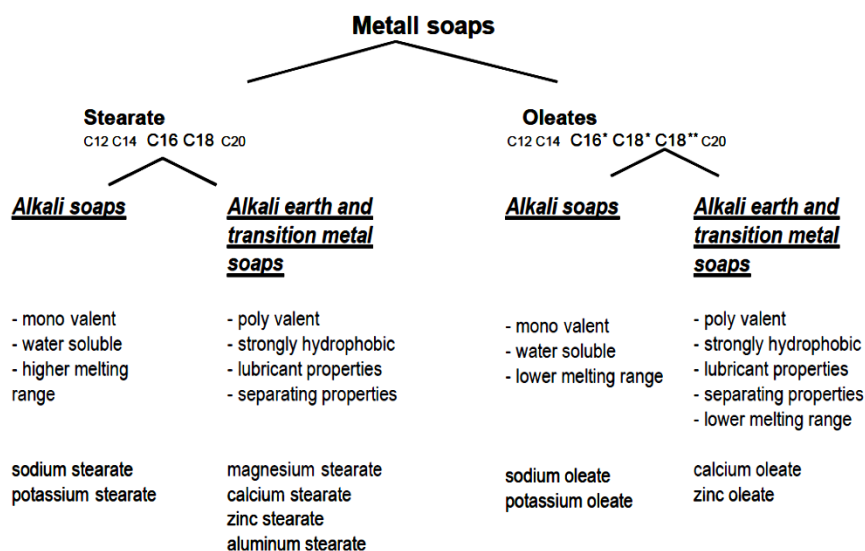 Metall soaps
Stearate
C12 C14 C16 C18 C20
Alkali soaps
- mono valent
- water soluble
- higher melting
range
sodium stearate
potassium stearate
Alkali earth and
transition metal
soaps
- poly valent
- strongly hydrophobic
- lubricant properties
- separating properties
magnesium stearate
calcium stearate
zinc stearate
aluminum stearate
Oleates
C12 C14 C16* C18* C18** C20
Alkali soaps
- mono valent
- water soluble
- lower melting range
sodium oleate
potassium oleate
Alkali earth and
transition metal
soaps
- poly valent
- strongly hydrophobic
- lubricant properties
- separating properties
- lower melting range
calcium oleate
zinc oleate